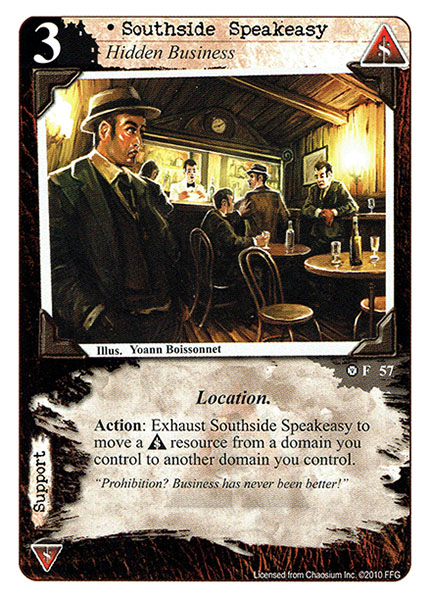 3
• Southside Speakeasy
Hidden Business
Illus. Yoann Boissonnet
F 57
Location.
Action: Exhaust Southside Speakeasy to
move a resource from a domain you
control to another domain you control.
"Prohibition? Business has never been better!"
Support
Licensed from Chaosium Inc. ©2010 FFG